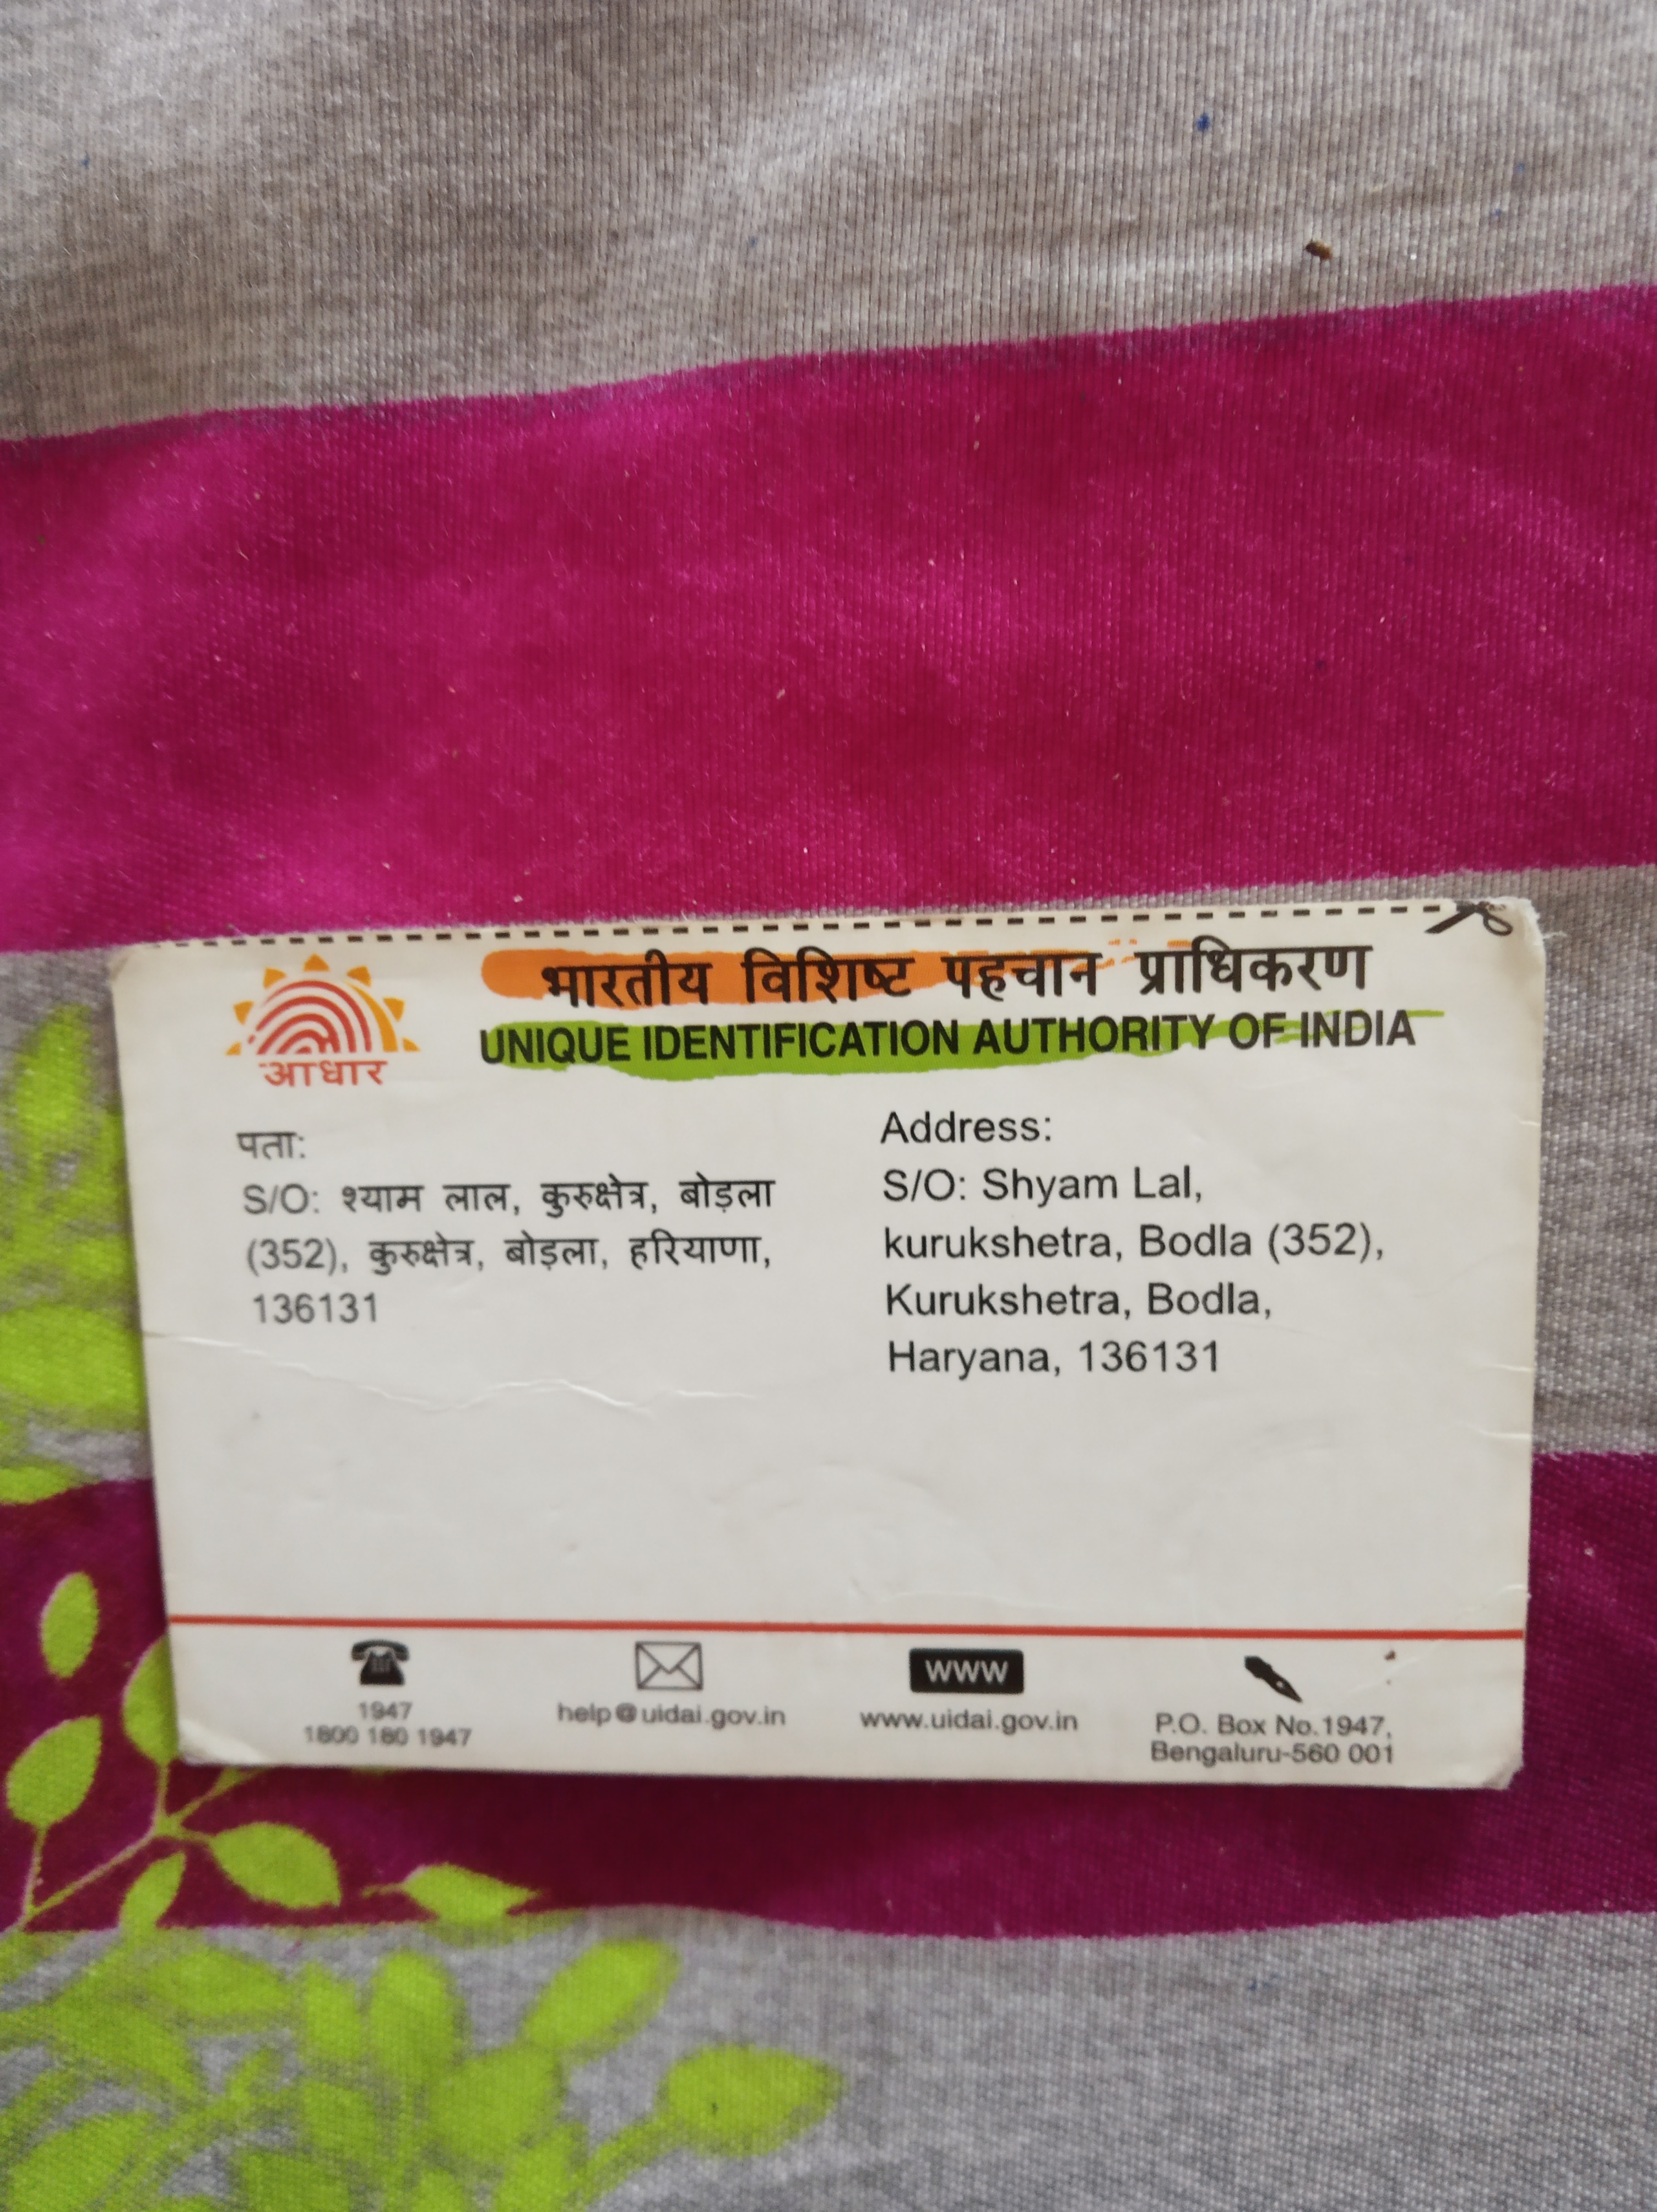 भारतीय विशिष्ट पहचान प्राधिकरण
UNIQUE IDENTIFICATION AUTHORITY OF INDIA
आधार
पता:
S/O: श्याम लाल, कुरुक्षेत्र, बोड़ला
(352), कुरुक्षेत्र, बोड़ला, हरियाणा,
136131
Address:
S/O: Shyam Lal,
kurukshetra, Bodla (352),
Kurukshetra, Bodla,
Haryana, 136131
1947
1800 180 1947
help@uidai.gov.in
www
www.uidai.gov.in
P.O. Box No.1947,
Bengaluru-560 001